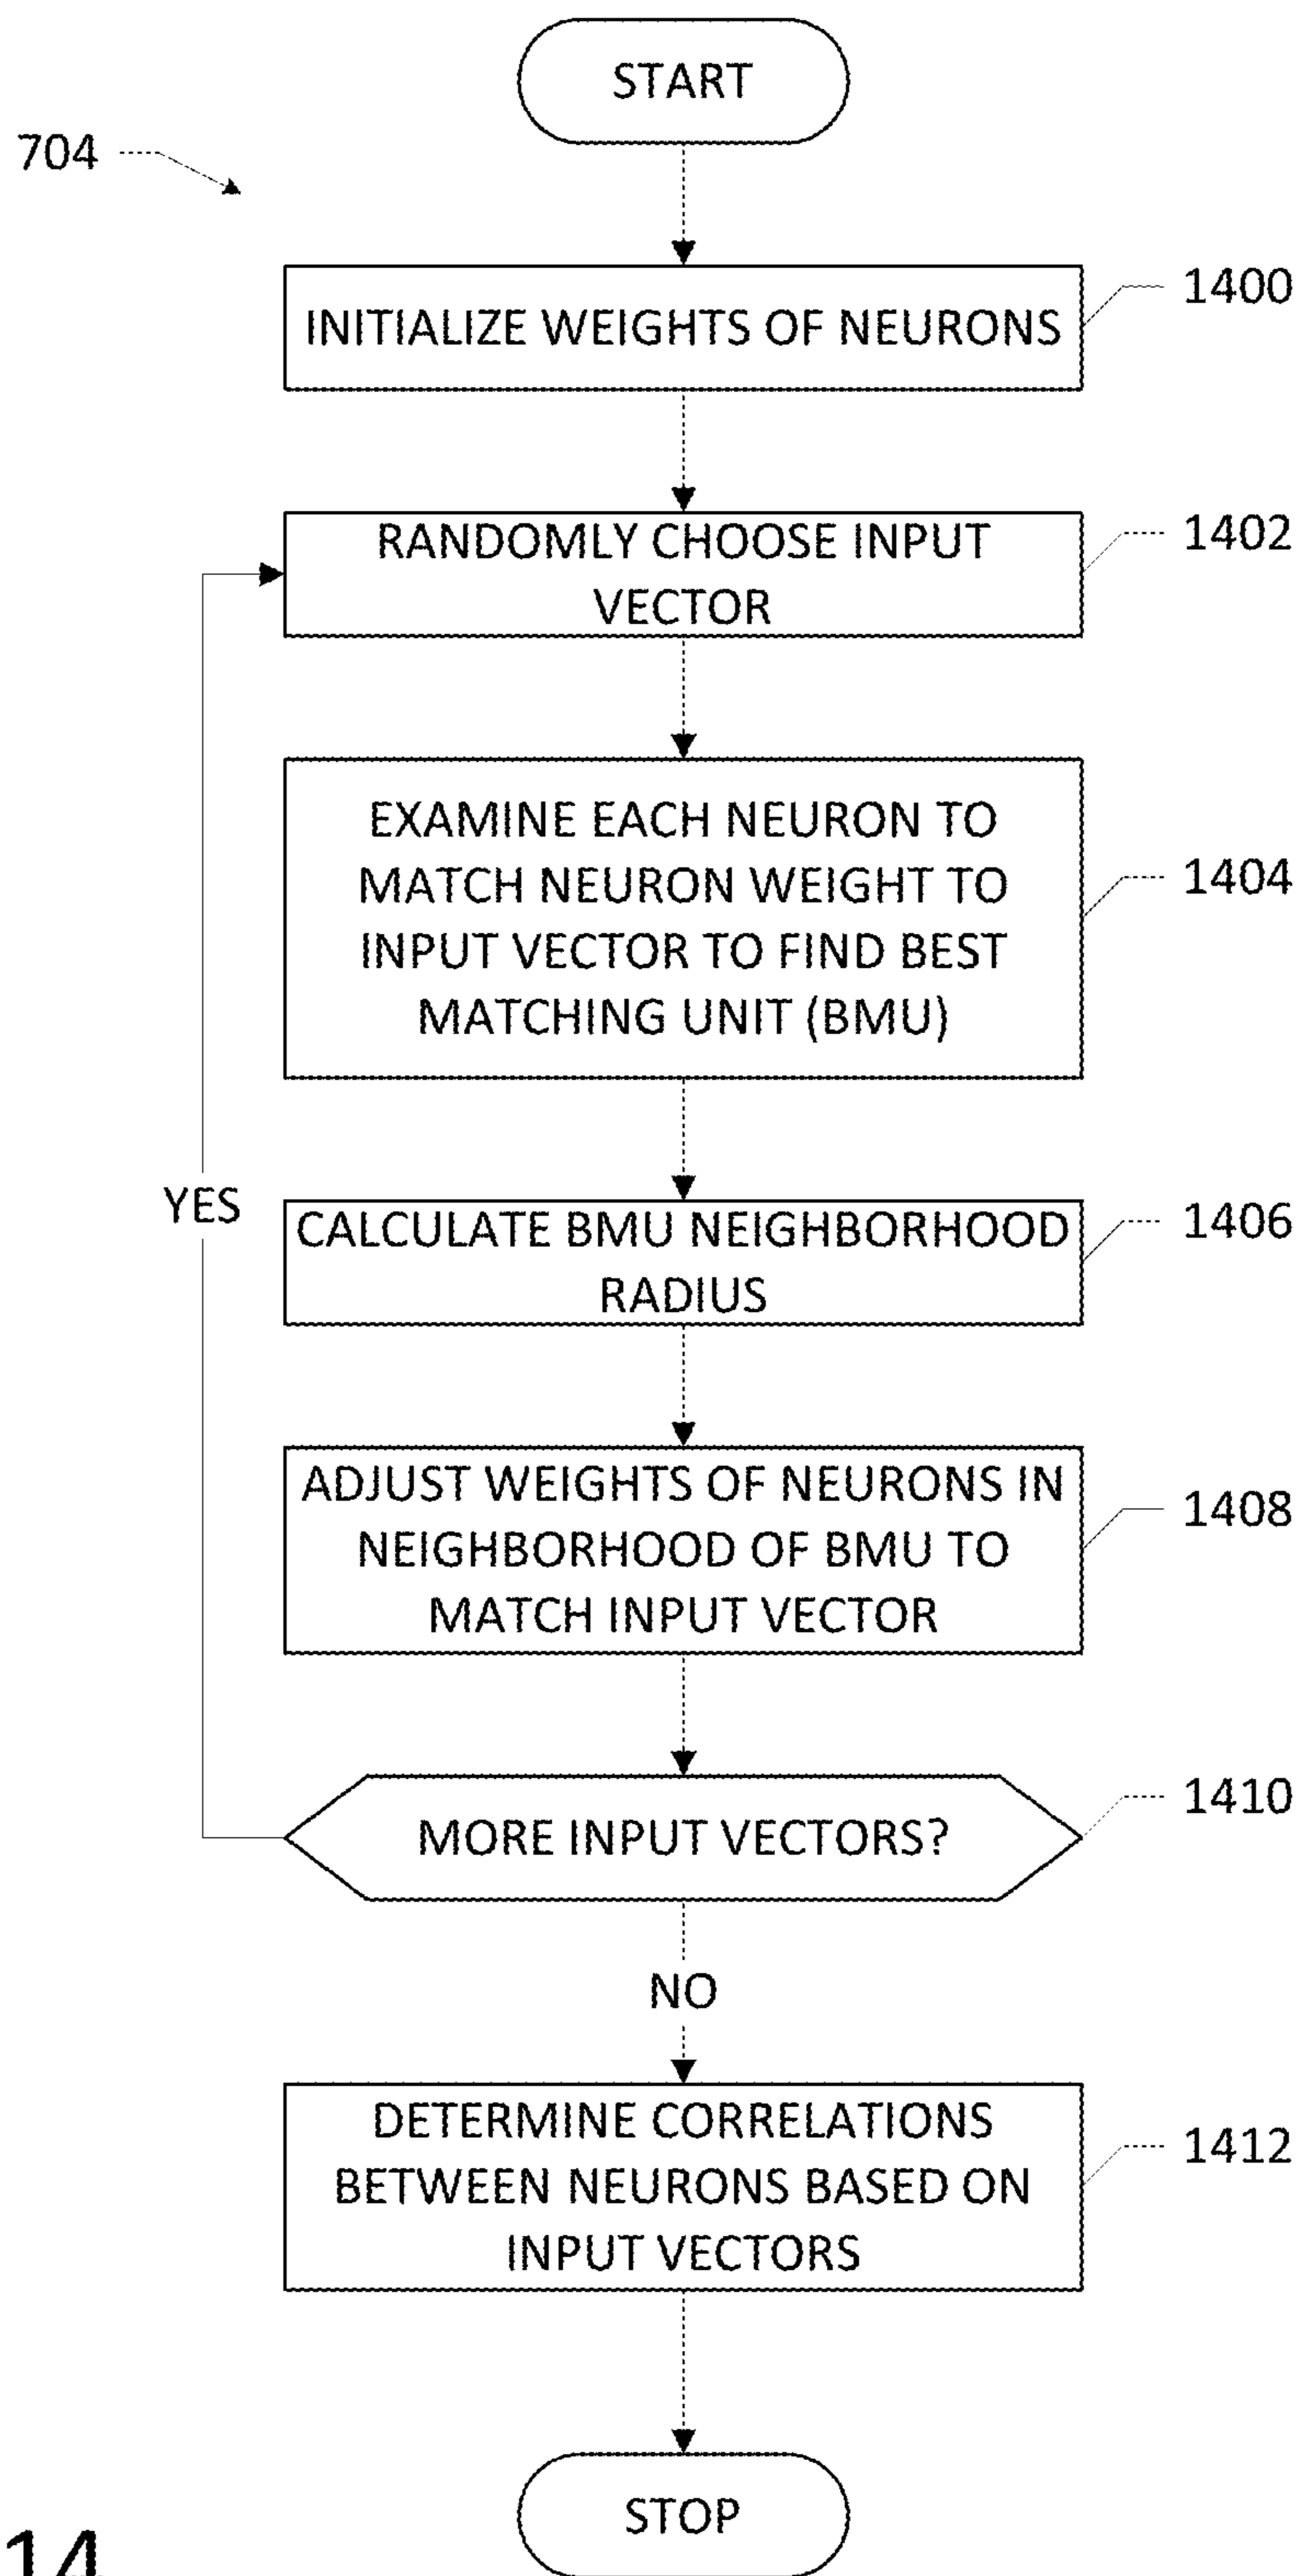 START
704
INITIALIZE WEIGHTS OF NEURONS
1400
RANDOMLY CHOOSE INPUT
VECTOR
1402
EXAMINE EACH NEURON TO
MATCH NEURON WEIGHT TO
INPUT VECTOR TO FIND BEST
MATCHING UNIT (BMU)
1404
YES
CALCULATE BMU NEIGHBORHOOD
RADIUS
1406
ADJUST WEIGHTS OF NEURONS IN
NEIGHBORHOOD OF BMU TO
MATCH INPUT VECTOR
1408
MORE INPUT VECTORS?
1410
NO
DETERMINE CORRELATIONS
BETWEEN NEURONS BASED ON
INPUT VECTORS
1412
STOP
14